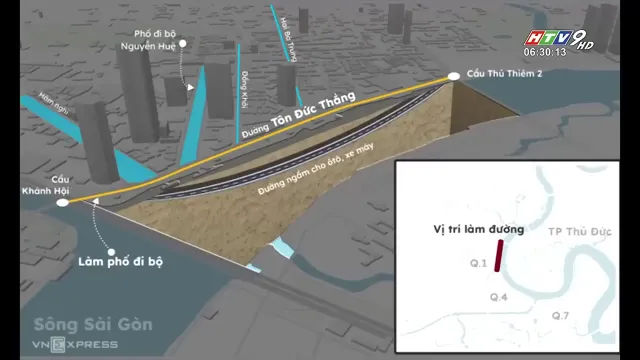 Phố đi bộ
Nguyễn Huệ
Hai Bà Trưng
HTV9 HD
06:30:13
Cầu Thủ Thiêm 2
Hàm Nghi
Đồng Khởi
Đường Tôn Đức Thắng
Đường ngầm cho ôtô, xe máy
Cầu
Khánh Hội
Làm phố đi bộ
Vị trí làm đường
TP Thủ Đức
Q.1
Q.4
Q.7
Sông Sài Gòn
VNEXPRESS